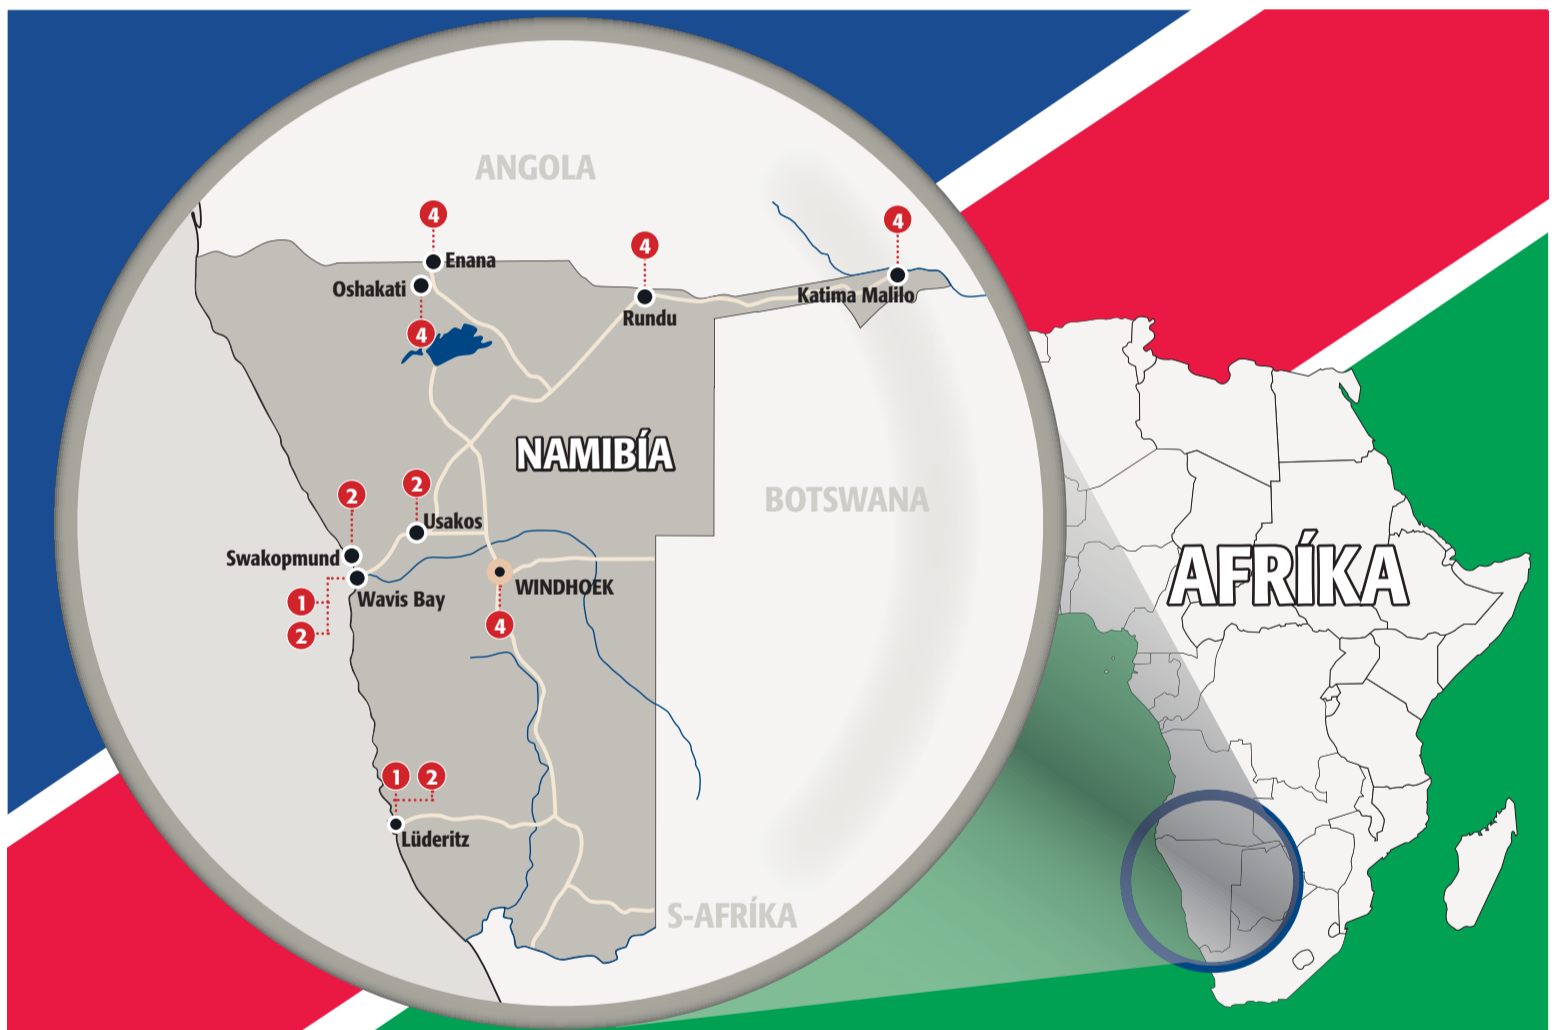 ANGOLA
4
4
4
Enana
Oshakati
Katima Malilo
Rundu
4
NAMIBÍA
2
2
BOTSWANA
Usakos
Swakopmund
AFRÍKA
WINDHOEK
Wavis Bay
1
4
2
1 2
Lüderitz
S-AFRÍKA